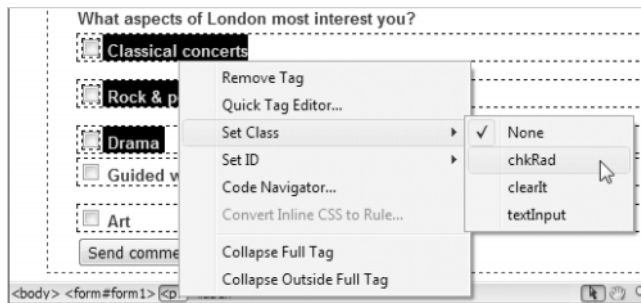 What aspects of London most interest you?
Classical concerts
Rock & p
Drama
Guided w
Art
Send comme
Remove Tag
Quick Tag Editor...
Set Class
Set ID
Code Navigator...
Convert Inline CSS to Rule...
Collapse Full Tag
Collapse Outside Full Tag
None
chkRad
clearIt
textInput
<body> <form#form1> <p